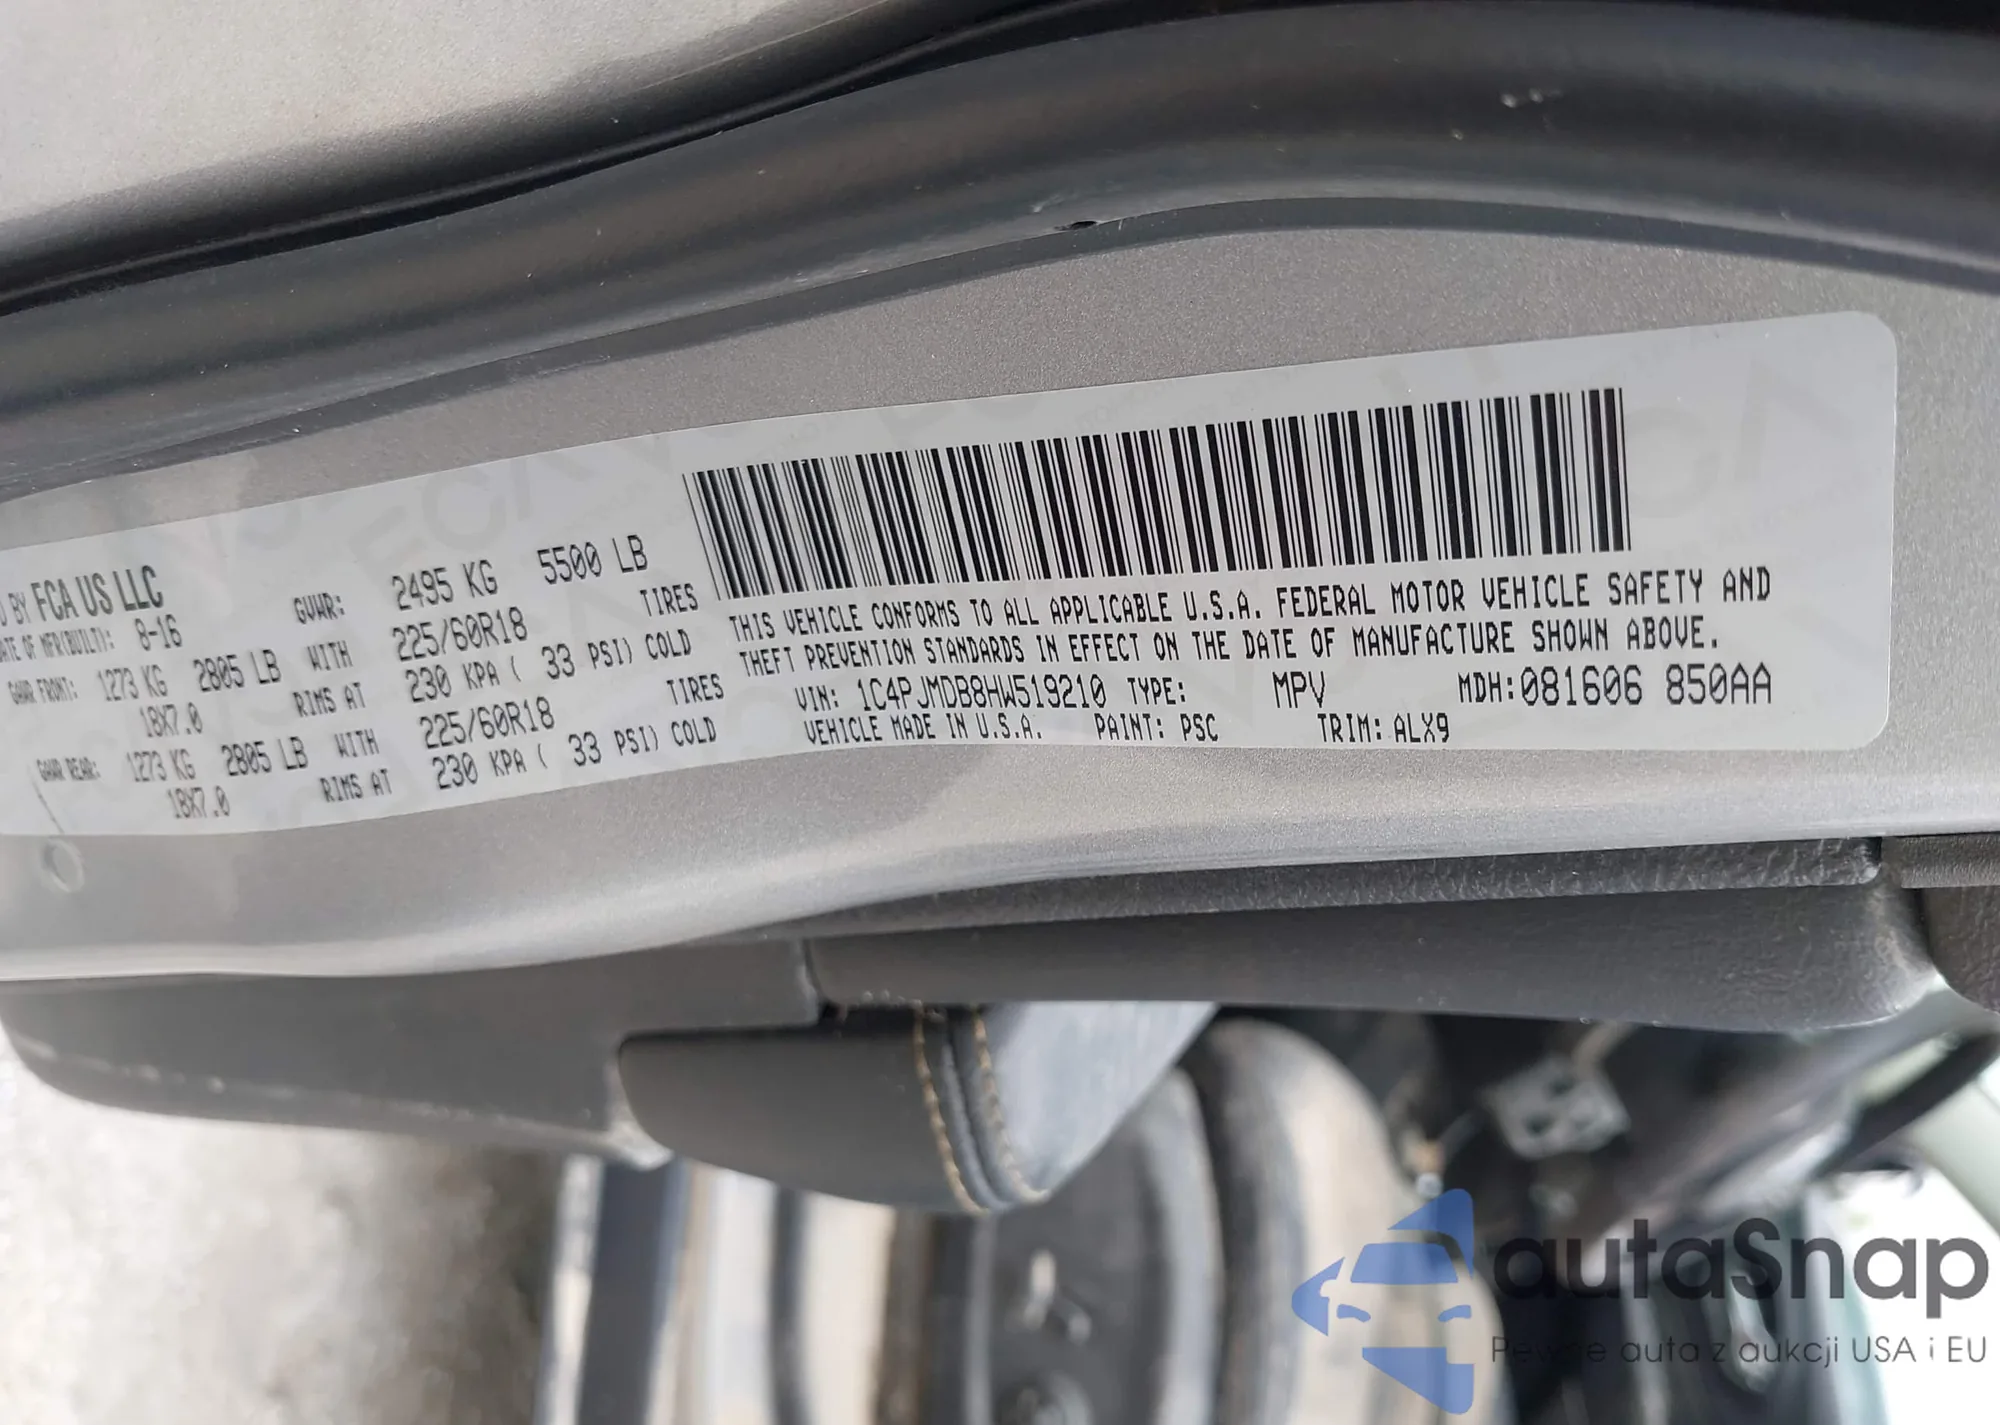 D BY FCA US LLC
ATE OF MFR(BUILT): 8-16
GVWR: 2495 KG 5500 LB
GAWR FRONT: 1273 KG 2805 LB WITH 225/60R18 TIRES
18X7.0 RIMS AT 230 KPA ( 33 PSI) COLD
GAWR REAR: 1273 KG 2805 LB WITH 225/60R18 TIRES
18X7.0 RIMS AT 230 KPA ( 33 PSI) COLD
THIS VEHICLE CONFORMS TO ALL APPLICABLE U.S.A. FEDERAL MOTOR VEHICLE SAFETY AND
THEFT PREVENTION STANDARDS IN EFFECT ON THE DATE OF MANUFACTURE SHOWN ABOVE.
VIN: 1C4PJMDB8HW519210 TYPE: MPV MDH:081606 850AA
VEHICLE MADE IN U.S.A. PAINT: PSC TRIM: ALX9
autaSnap
Pewne auta z aukcji USA i EU